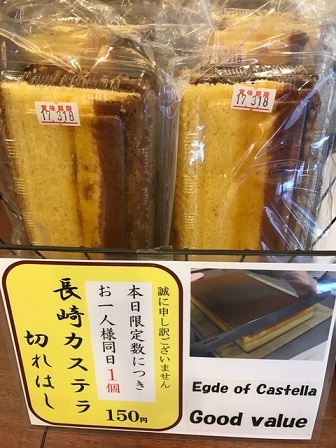 賞味期限
17.3.18
賞味期限
17.3.18
誠に申し訳ございません
本日限定数につき
お一人様同日1個
長崎カステラ
切れはし
150円
Egde of Castella
Good value